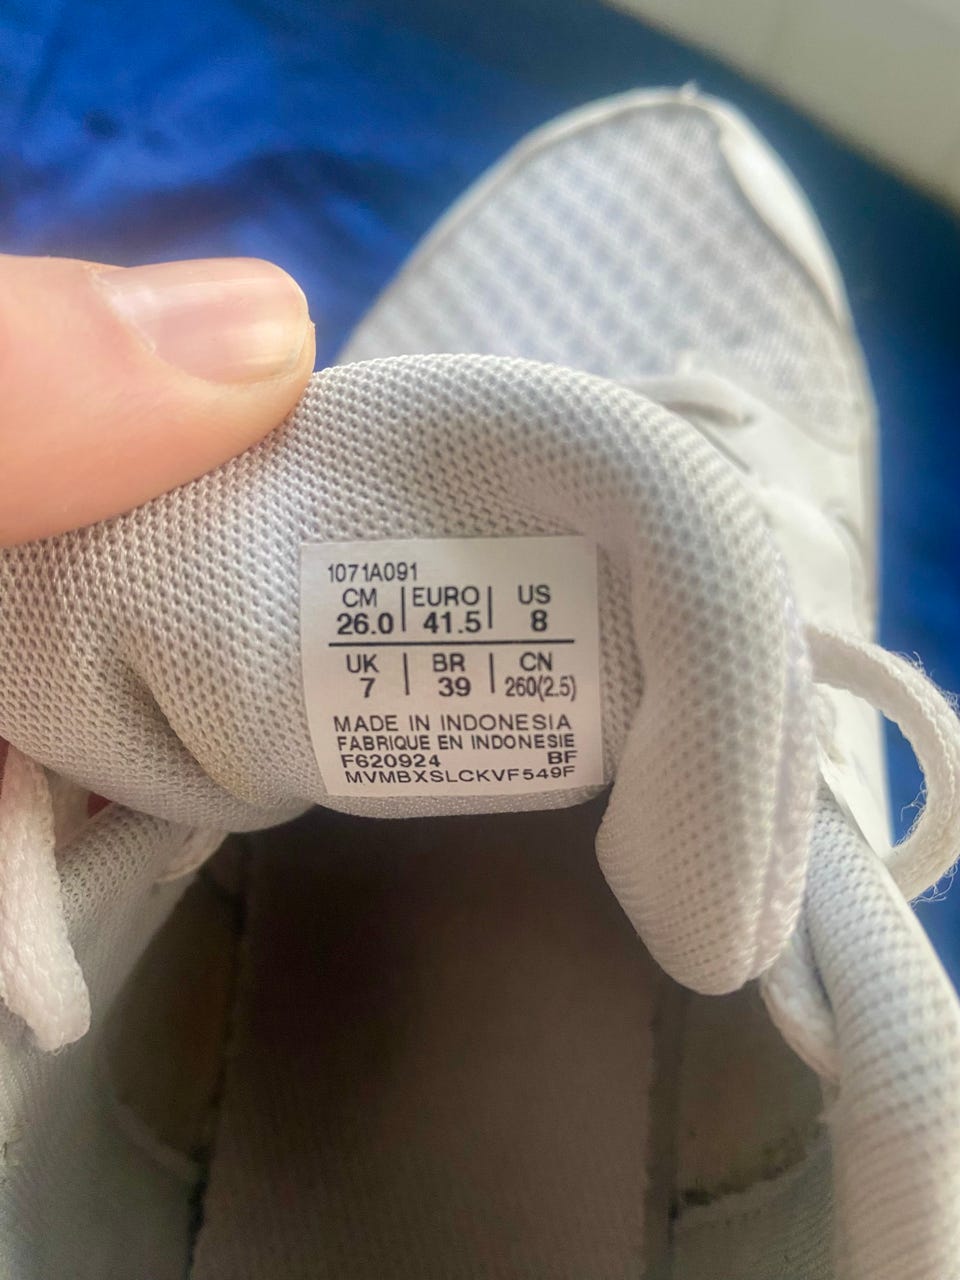 1071A091
CM | EURO | US
26.0 | 41.5 | 8
UK | BR | CN
7 | 39 | 260(2.5)
MADE IN INDONESIA
FABRIQUE EN INDONESIE
F620924 BF
MVMBXSLCKVF549F